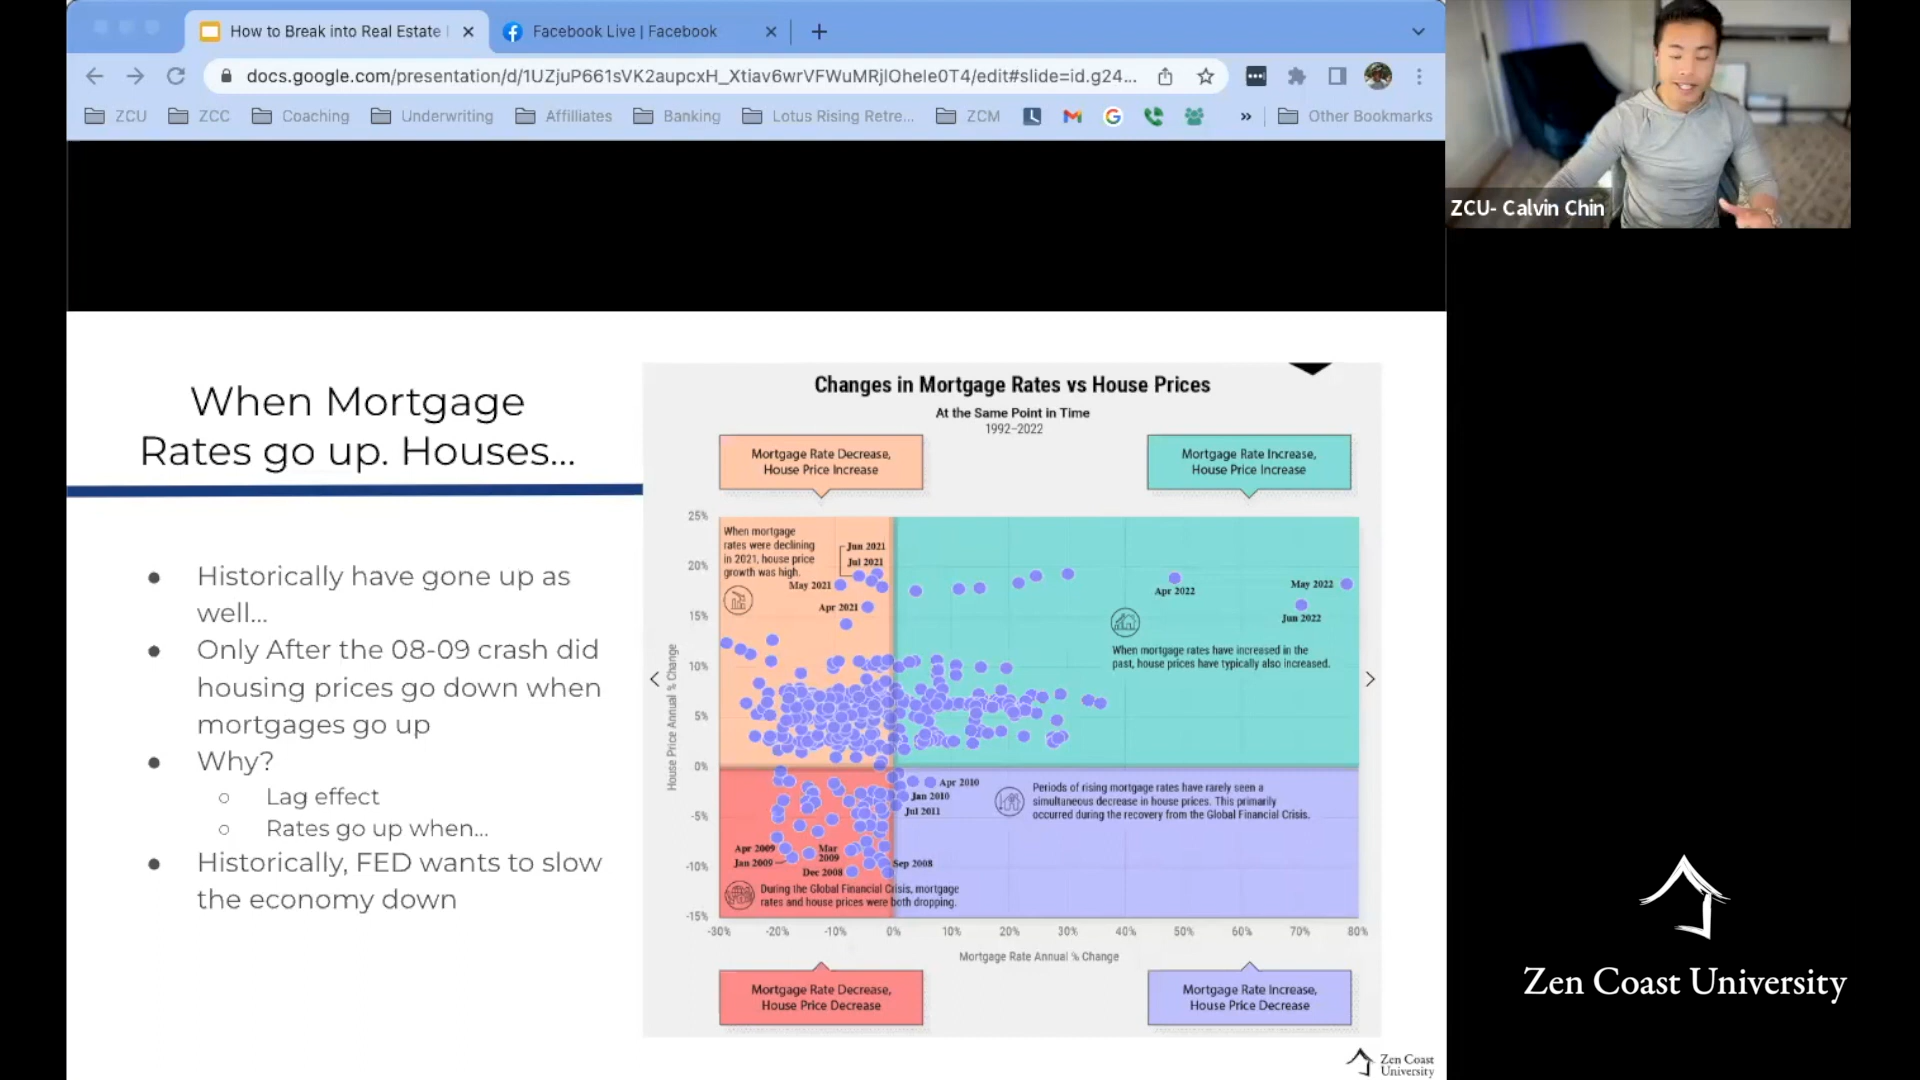 How to Break into Real Estate
Facebook Live | Facebook
docs.google.com/presentation/d/1UZjuP661sVK2aupcxH_Xtiav6wrVFWuMRjlOhele0T4/edit#slide=id.g24...
ZCU
ZCC
Coaching
Underwriting
Affilliates
Banking
Lotus Rising Retre...
ZCM
»
Other Bookmarks
ZCU- Calvin Chin
When Mortgage
Rates go up. Houses...
● Historically have gone up as
well...
● Only After the 08-09 crash did
housing prices go down when
mortgages go up
● Why?
○ Lag effect
○ Rates go up when...
● Historically, FED wants to slow
the economy down
Changes in Mortgage Rates vs House Prices
At the Same Point in Time
1992–2022
Mortgage Rate Decrease,
House Price Increase
Mortgage Rate Increase,
House Price Increase
House Price Annual % Change
25%
20%
15%
10%
5%
0%
-5%
-10%
-15%
When mortgage
rates were declining
in 2021, house price
growth was high.
Jun 2021
Jul 2021
May 2021
Apr 2021
Apr 2022
May 2022
Jun 2022
When mortgage rates have increased in the
past, house prices have typically also increased.
Apr 2010
Jan 2010
Jul 2011
Periods of rising mortgage rates have rarely seen a
simultaneous decrease in house prices. This primarily
occurred during the recovery from the Global Financial Crisis.
Apr 2009
Jan 2009
Mar
2009
Dec 2008
Sep 2008
During the Global Financial Crisis, mortgage
rates and house prices were both dropping.
-30% -20% -10% 0% 10% 20% 30% 40% 50% 60% 70% 80%
Mortgage Rate Annual % Change
Mortgage Rate Decrease,
House Price Decrease
Mortgage Rate Increase,
House Price Decrease
Zen Coast
University
Zen Coast University